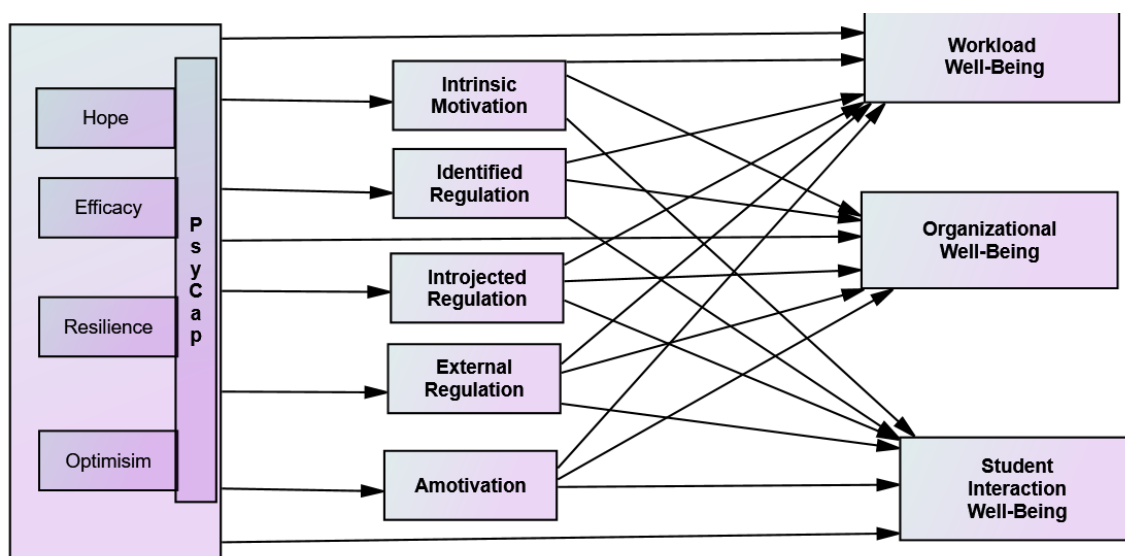 Hope
Efficacy
Resilience
Optimisim
PsyCap
Intrinsic
Motivation
Identified
Regulation
Introjected
Regulation
External
Regulation
Amotivation
Workload
Well-Being
Organizational
Well-Being
Student
Interaction
Well-Being